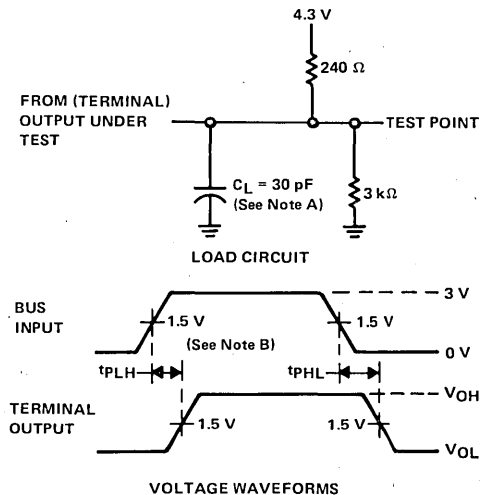 4.3 V
240 Ω
FROM (TERMINAL)
OUTPUT UNDER
TEST
TEST POINT
CL = 30 pF
(See Note A)
3 kΩ
LOAD CIRCUIT
BUS
INPUT
1.5 V
(See Note B)
1.5 V
3 V
0 V
tPLH
tPHL
TERMINAL
OUTPUT
1.5 V
1.5 V
VOH
VOL
VOLTAGE WAVEFORMS